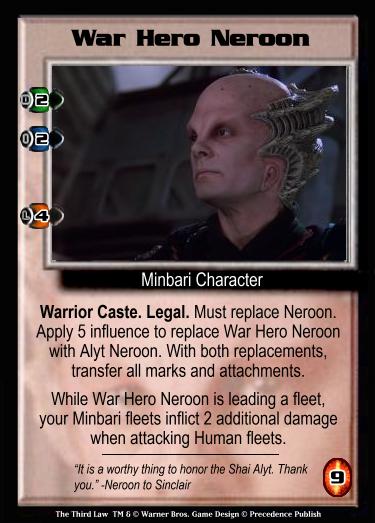 War Hero Neroon
D 2
I 2
L 4
Minbari Character
Warrior Caste. Legal. Must replace Neroon.
Apply 5 influence to replace War Hero Neroon
with Alyt Neroon. With both replacements,
transfer all marks and attachments.
While War Hero Neroon is leading a fleet,
your Minbari fleets inflict 2 additional damage
when attacking Human fleets.
“It is a worthy thing to honor the Shai Alyt. Thank
you.” -Neroon to Sinclair
9
The Third Law TM & © Warner Bros. Game Design © Precedence Publish